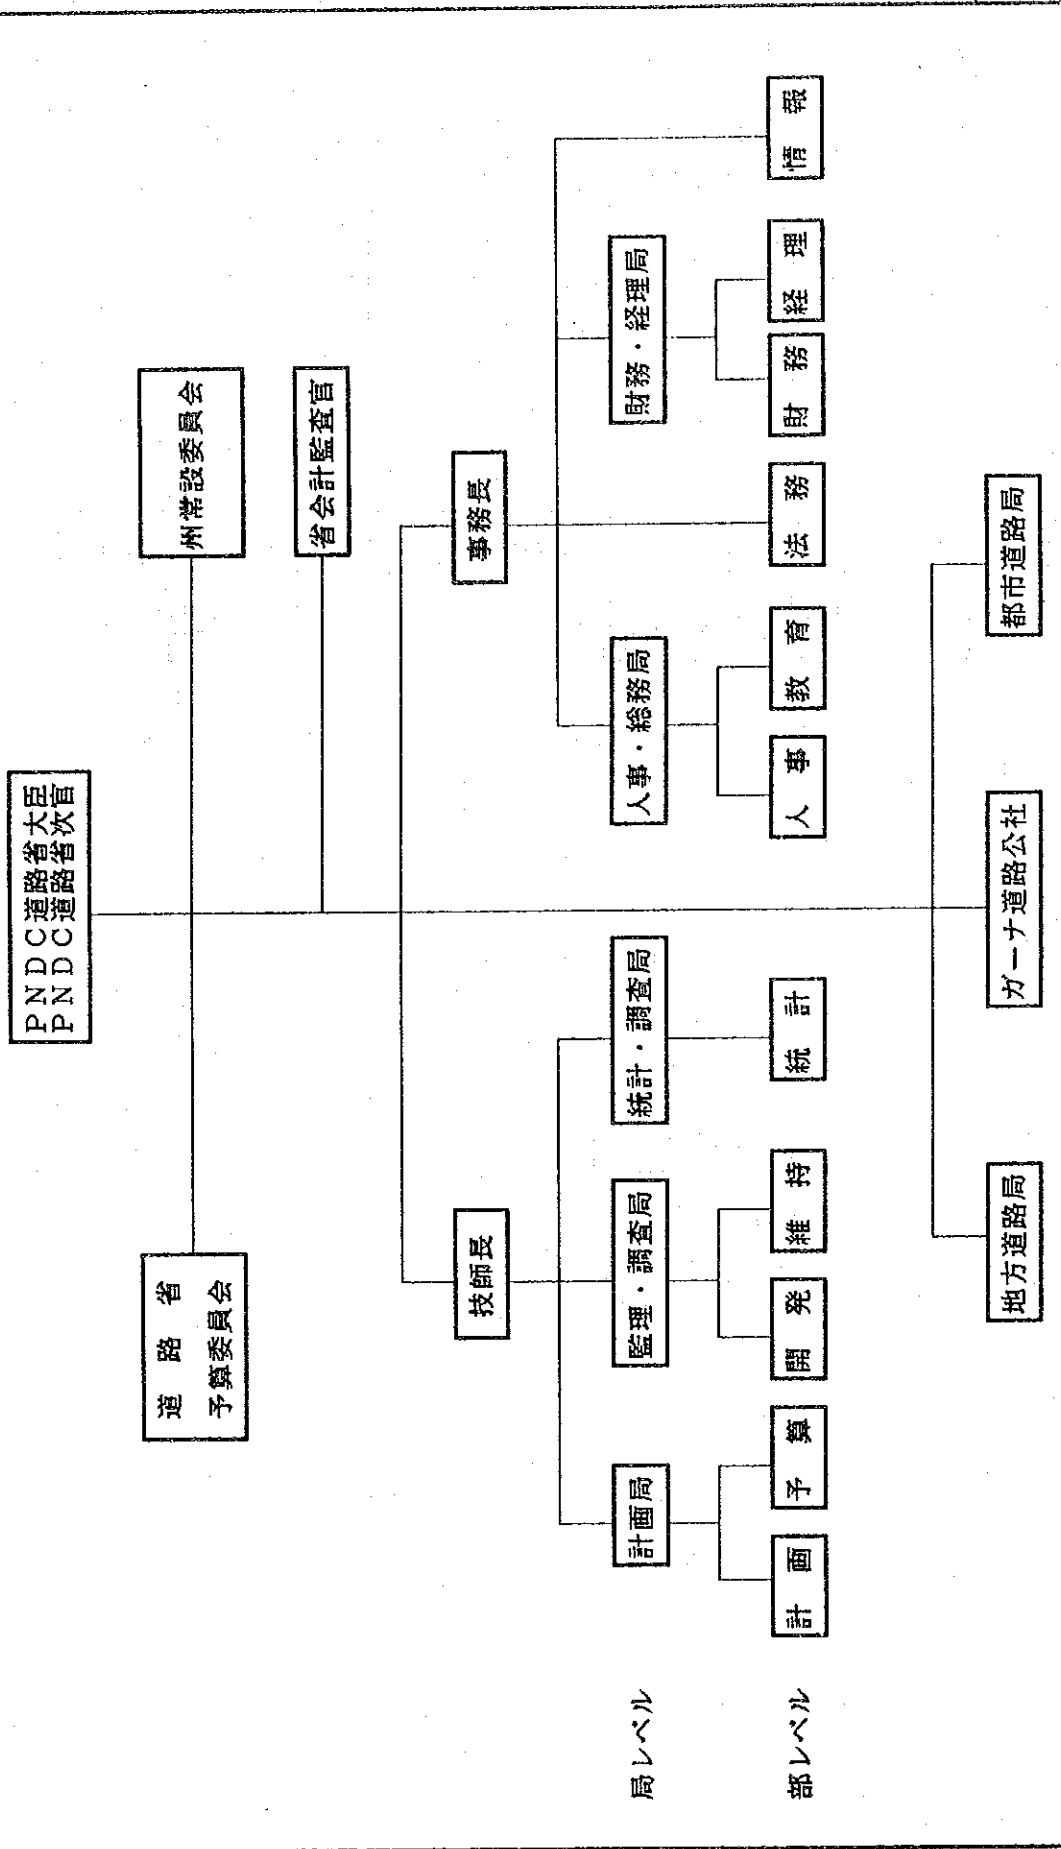 PNDC道路省大臣
PNDC道路省次官
道路省
予算委員会
州常設委員会
省会計監査官
技師長
事務長
局レベル
計画局
監理・調査局
統計・調査局
人事・総務局
財務・経理局
部レベル
計画
予算
開発
維持
統計
人事
教育
法務
財務
経理
情報
地方道路局
ガーナ道路公社
都市道路局